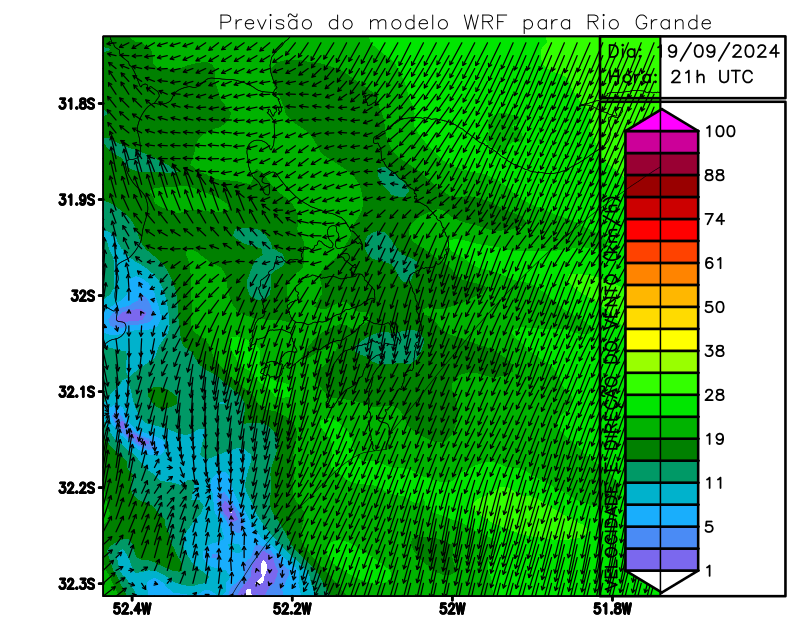 Previsão do modelo WRF para Rio Grande
Dia: 19/09/2024
Hora: 21h UTC
31.8S
31.9S
32S
32.1S
32.2S
32.3S
52.4W
52.2W
52W
51.8W
VELOCIDADE E DIREÇÃO DO VENTO (Km/h)
100
88
74
61
50
38
28
19
11
5
1